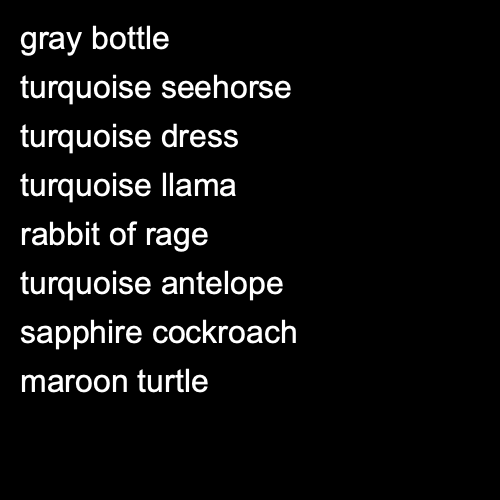 gray bottle
turquoise seehorse
turquoise dress
turquoise llama
rabbit of rage
turquoise antelope
sapphire cockroach
maroon turtle